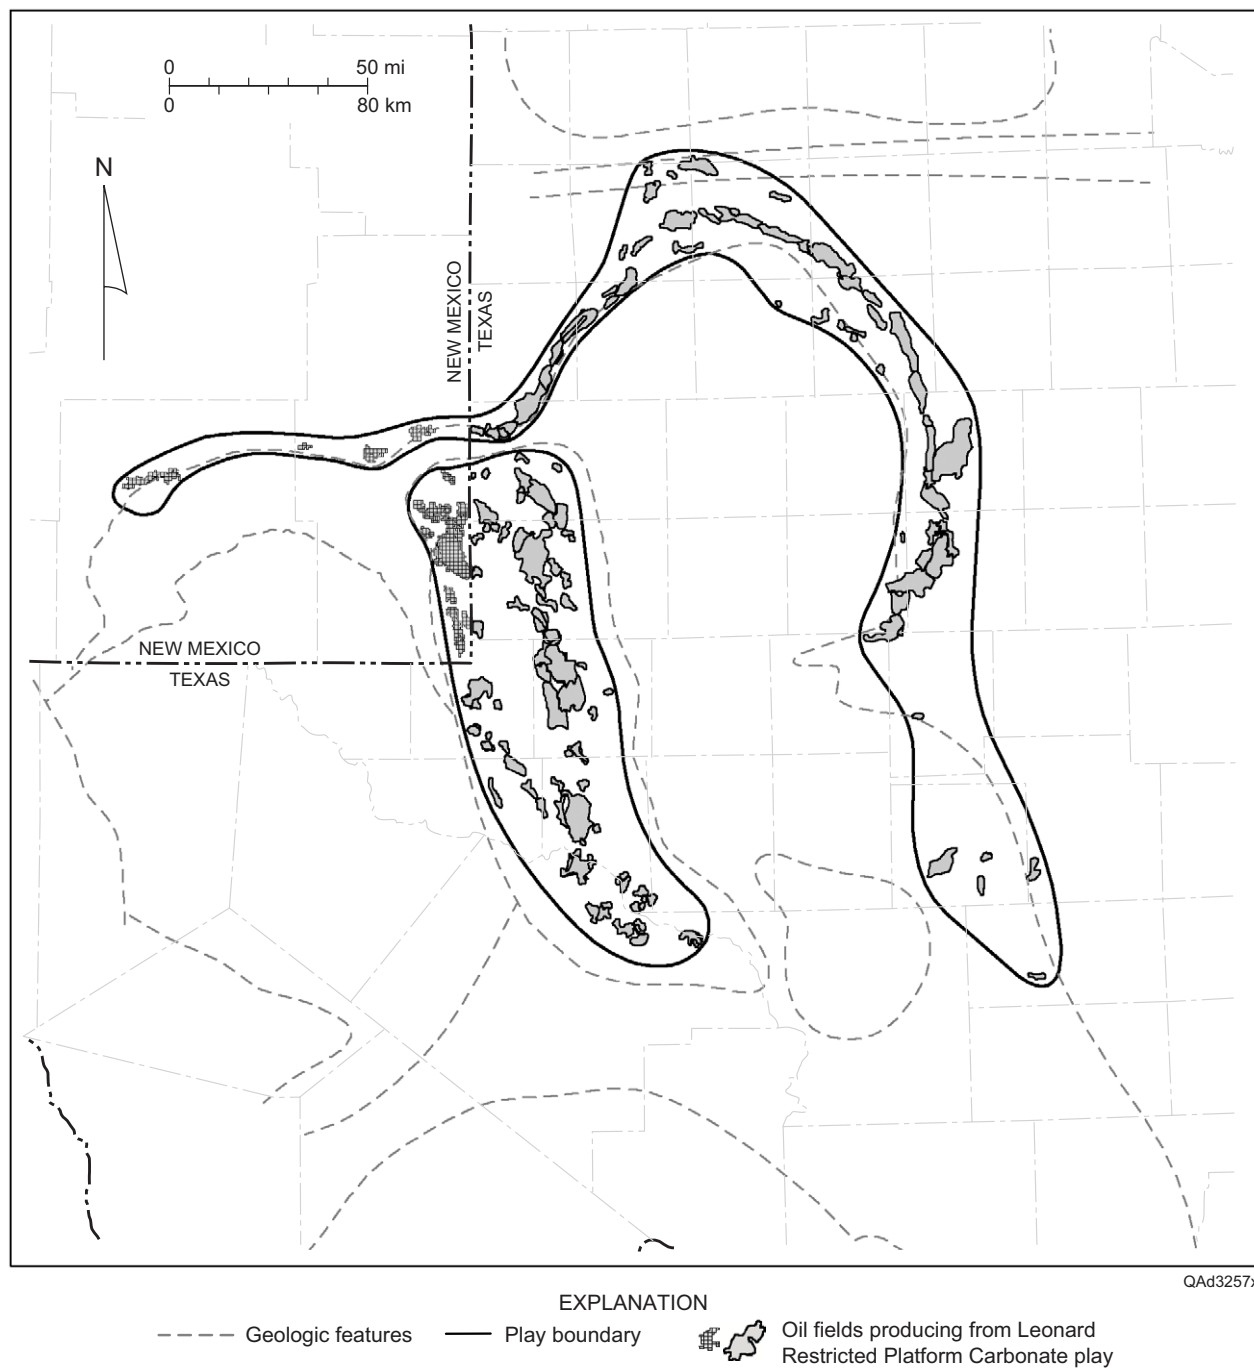 0 50 mi
0 80 km
N
NEW MEXICO
TEXAS
NEW MEXICO
TEXAS
QAd3257x
EXPLANATION
Geologic features
Play boundary
Oil fields producing from Leonard
Restricted Platform Carbonate play